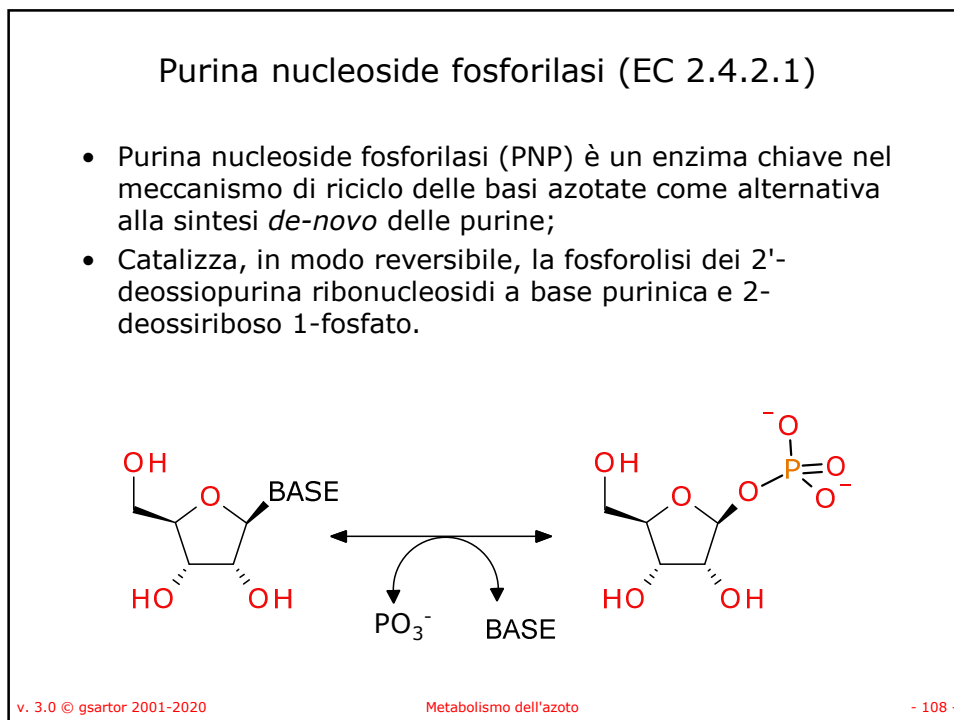 Purina nucleoside fosforilasi (EC 2.4.2.1)
• Purina nucleoside fosforilasi (PNP) è un enzima chiave nel
meccanismo di riciclo delle basi azotate come alternativa
alla sintesi de-novo delle purine;
• Catalizza, in modo reversibile, la fosforolisi dei 2'-
deossiopurina ribonucleosidi a base purinica e 2-
deossiriboso 1-fosfato.
OH
O
BASE
HO
OH
PO₃⁻
BASE
OH
O
O
P
⁻O
O
O⁻
HO
OH
v. 3.0 © gsartor 2001-2020
Metabolismo dell'azoto
- 108 -